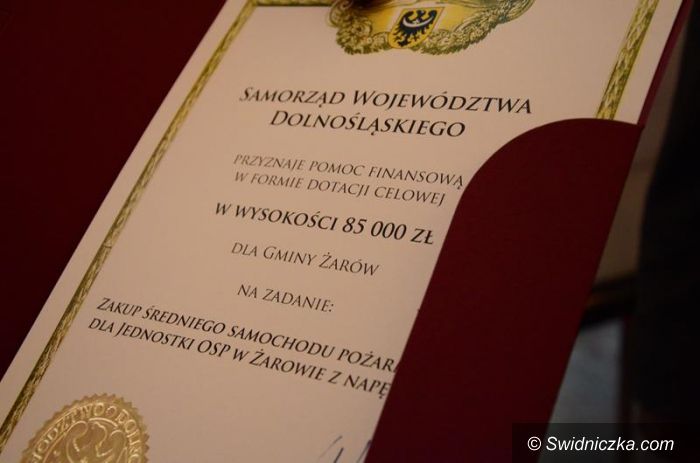 SAMORZĄD WOJEWÓDZTWA
DOLNOŚLĄSKIEGO
PRZYZNAJE POMOC FINANSOWĄ
W FORMIE DOTACJI CELOWEJ
W WYSOKOŚCI 85 000 ZŁ
DLA GMINY ŻARÓW
NA ZADANIE:
ZAKUP ŚREDNIEGO SAMOCHODU POŻAR
DLA JEDNOSTKI OSP W ŻAROWIE Z NAPĘ
© Swidniczka.com